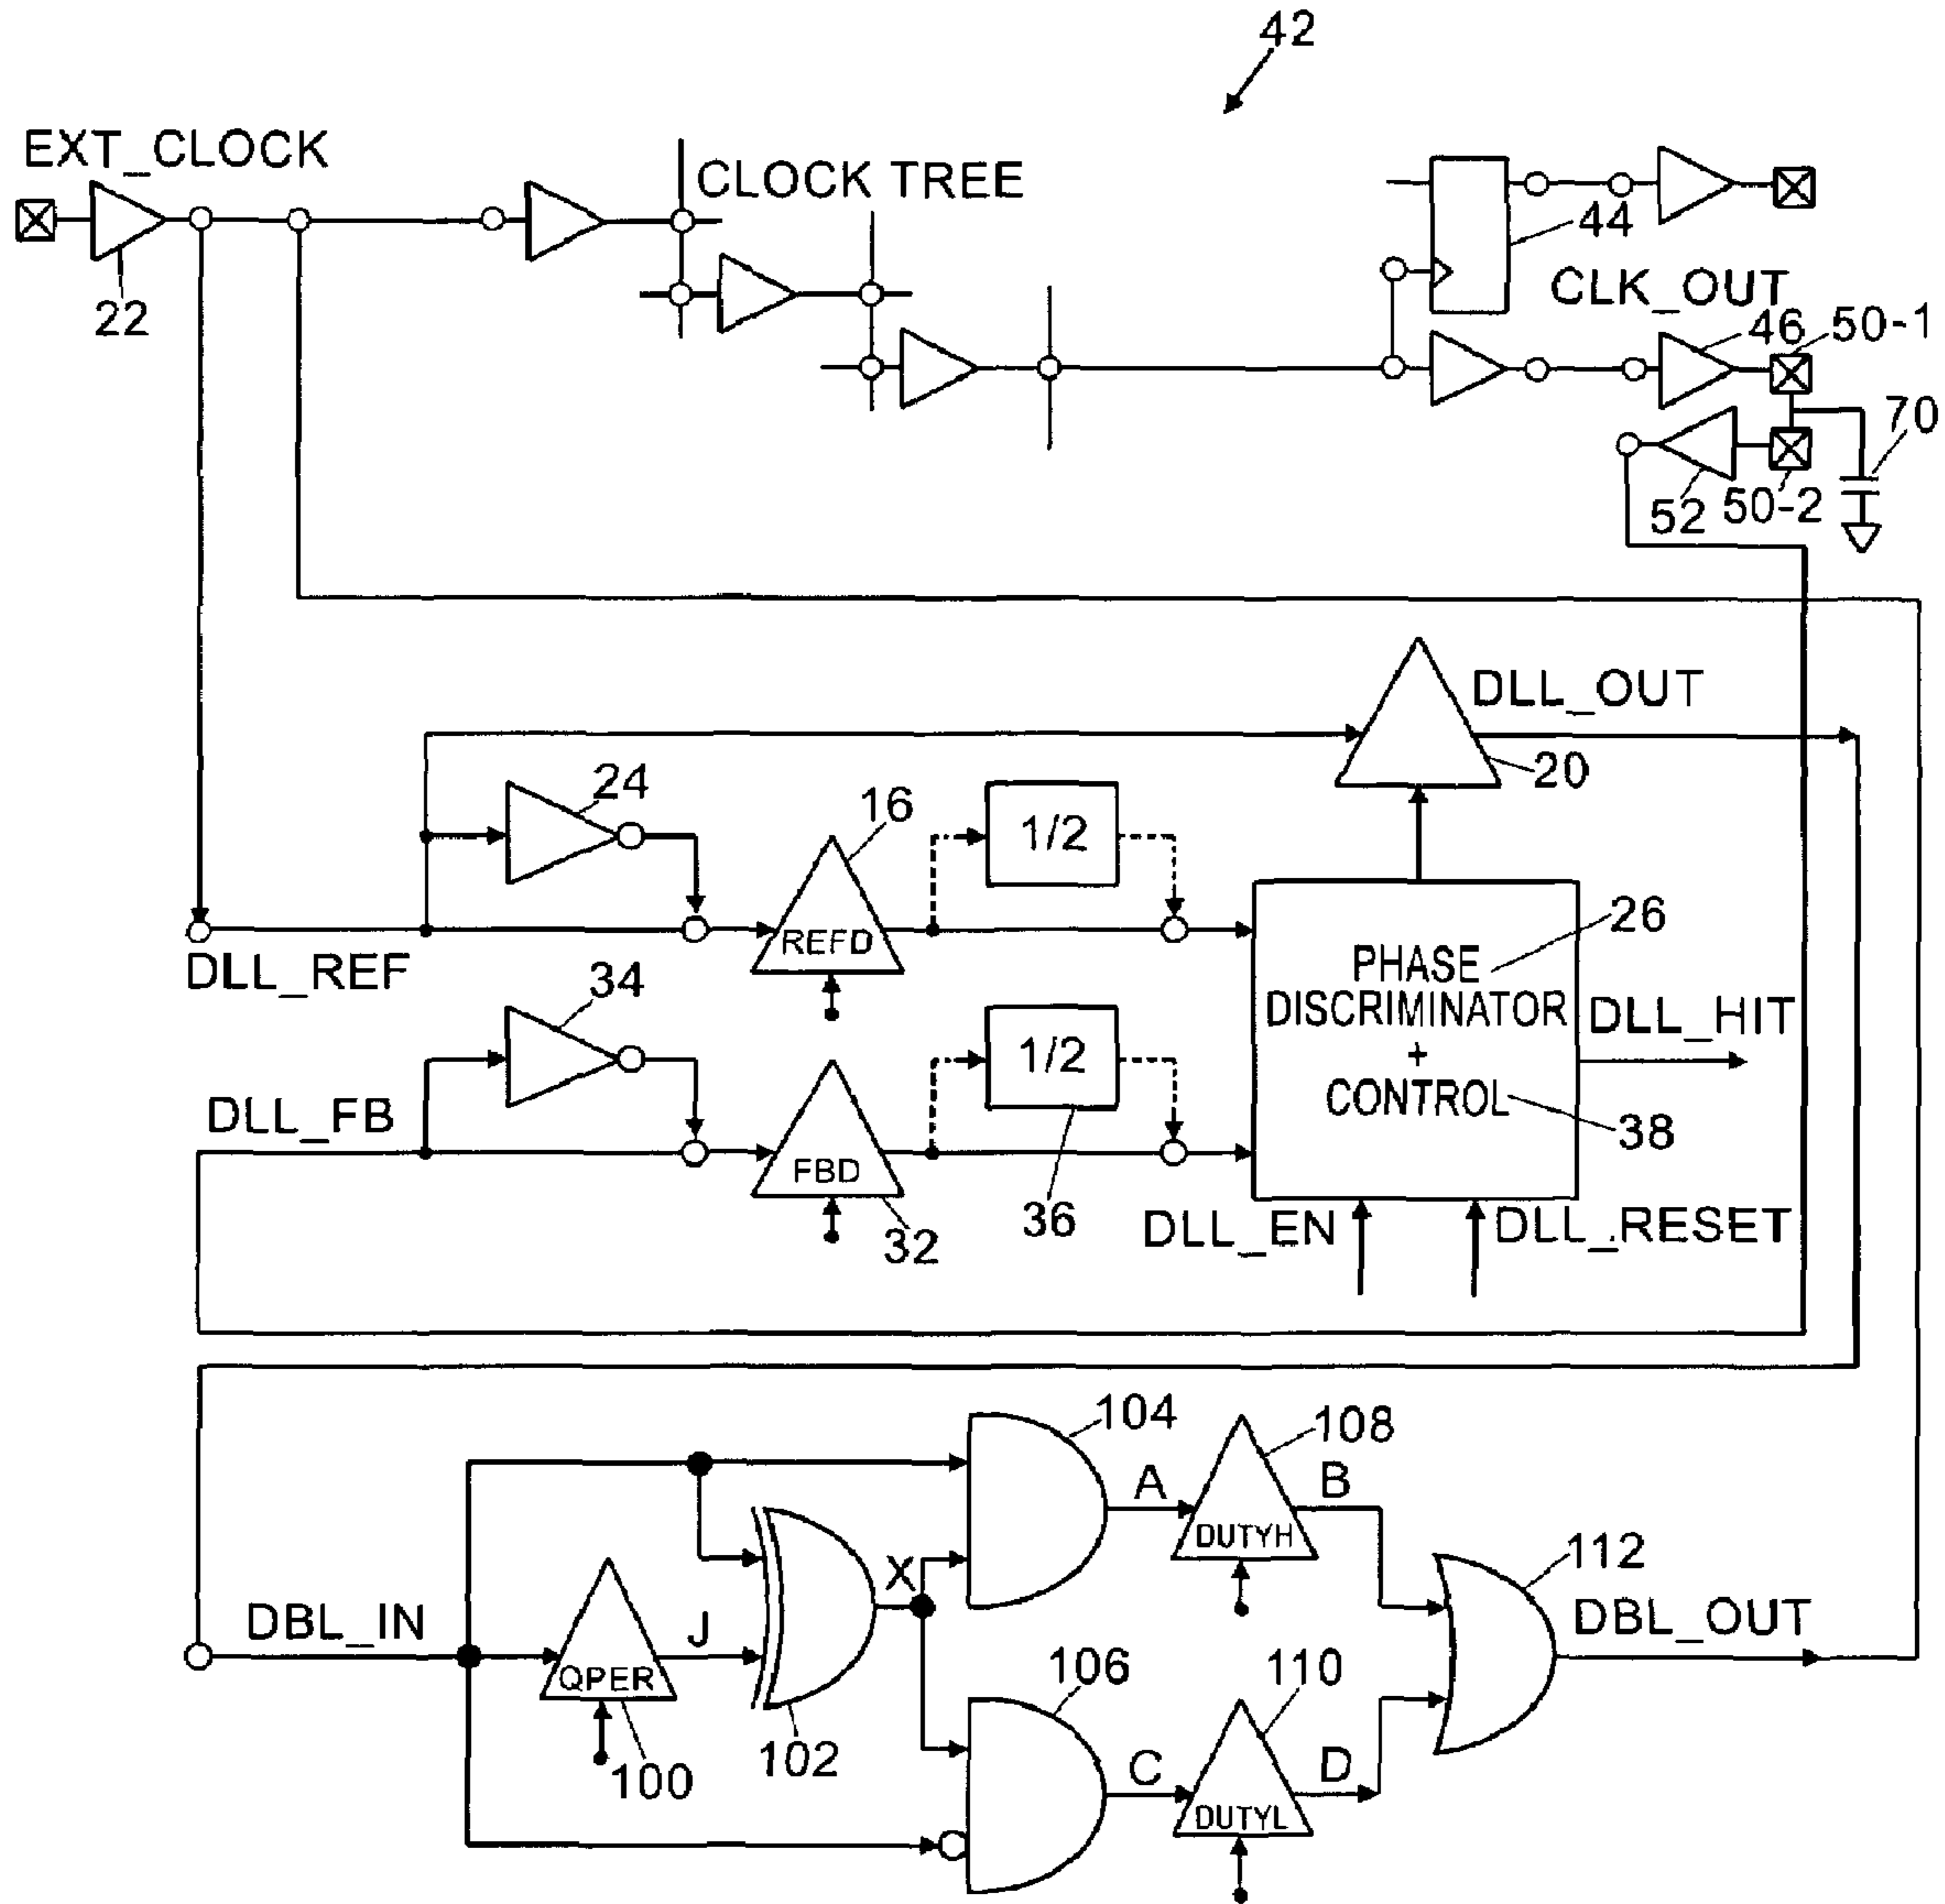 42
EXT_CLOCK
CLOCK TREE
22
44
CLK_OUT
46
50-1
70
52
50-2
DLL_OUT
20
24
16
1/2
REFD
26
DLL_REF
PHASE
DISCRIMINATOR
+
CONTROL
DLL_HIT
34
1/2
DLL_FB
FBD
38
36
32
DLL_EN
DLL_RESET
104
108
A
B
DUTYH
112
X
DBL_IN
J
DBL_OUT
QPER
106
110
102
100
C
D
DUTYL